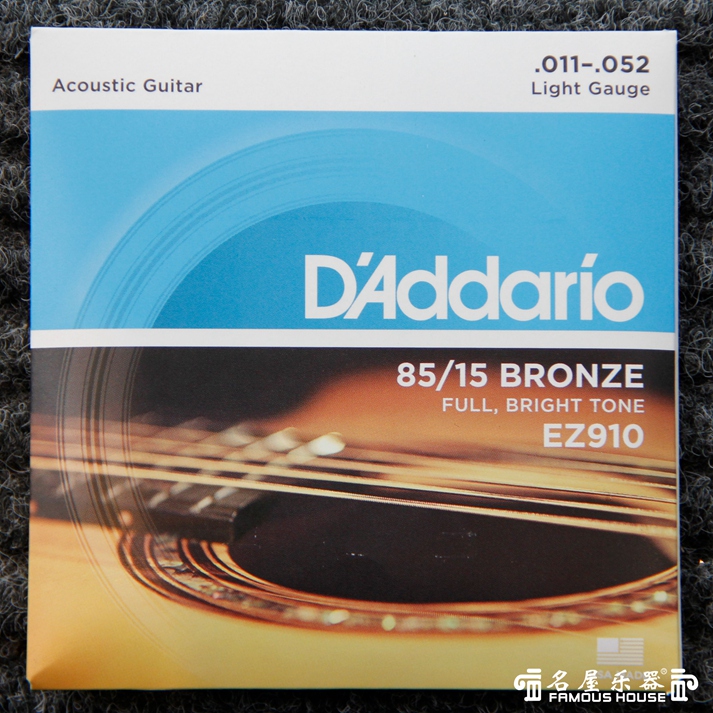 Acoustic Guitar
.011–.052
Light Gauge
D'Addario
85/15 BRONZE
FULL, BRIGHT TONE
EZ910
名屋乐器®
FAMOUS HOUSE